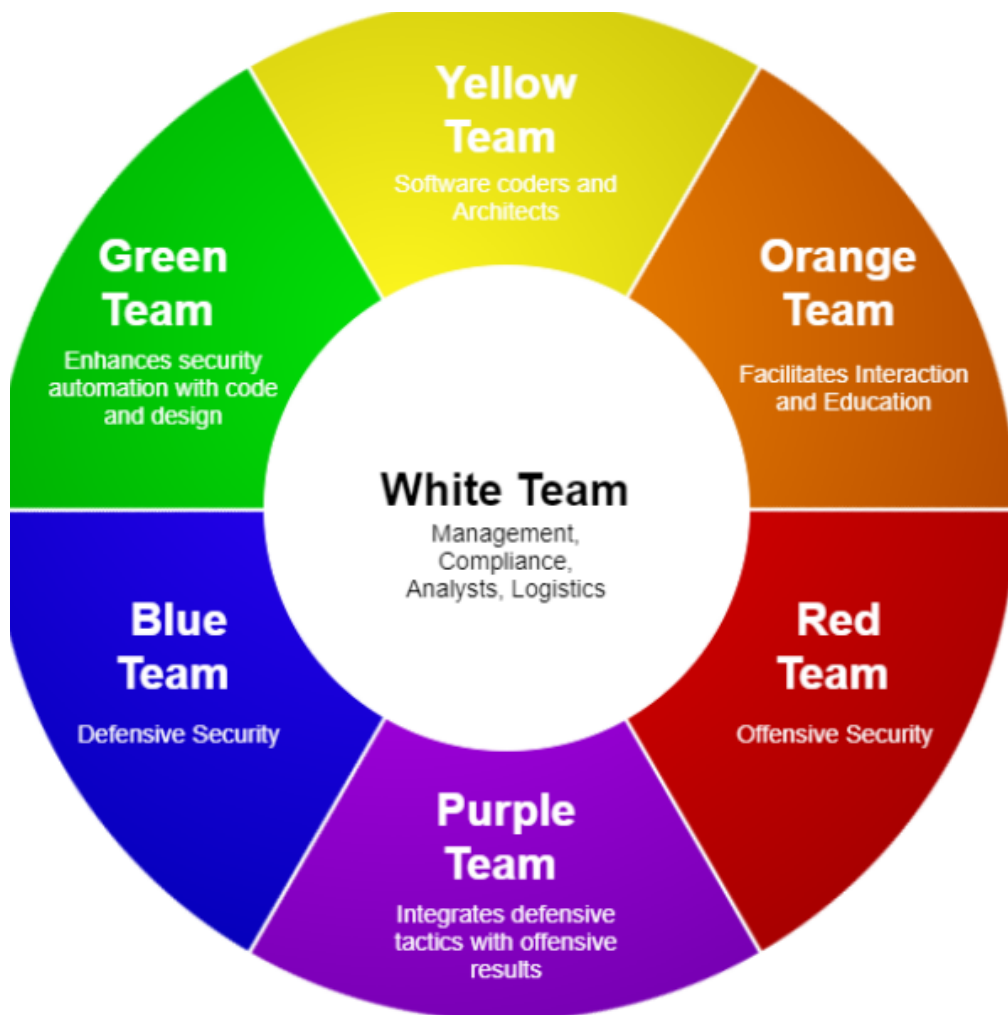 Yellow
Team
Software coders and
Architects
Orange
Team
Facilitates Interaction
and Education
Red
Team
Offensive Security
Purple
Team
Integrates defensive
tactics with offensive
results
Blue
Team
Defensive Security
Green
Team
Enhances security
automation with code
and design
White Team
Management,
Compliance,
Analysts, Logistics